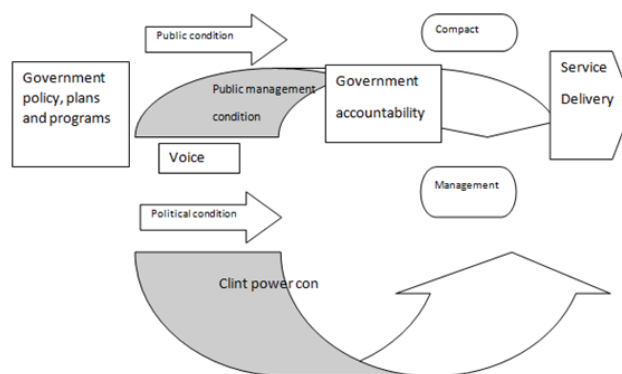 Public condition
Compact
Government
policy, plans
and programs
Public management
condition
Government
accountability
Service
Delivery
Voice
Management
Political condition
Clint power con